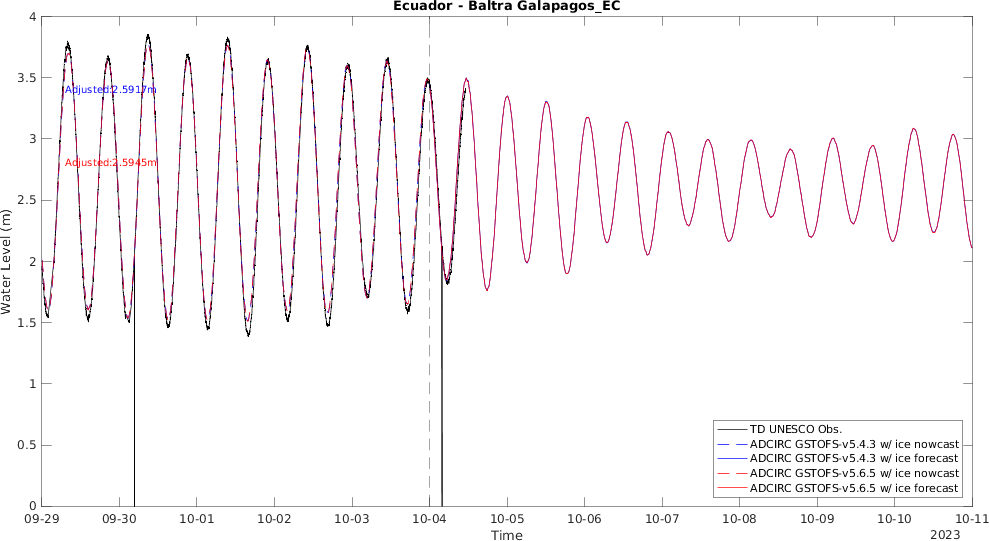 Ecuador - Baltra Galapagos_EC
Water Level (m)
4
3.5
3
2.5
2
1.5
1
0.5
0
Adjusted:2.5917m
Adjusted:2.5945m
TD UNESCO Obs.
ADCIRC GSTOFS-v5.4.3 w/ ice nowcast
ADCIRC GSTOFS-v5.4.3 w/ ice forecast
ADCIRC GSTOFS-v5.6.5 w/ ice nowcast
ADCIRC GSTOFS-v5.6.5 w/ ice forecast
09-29 09-30 10-01 10-02 10-03 10-04 10-05 10-06 10-07 10-08 10-09 10-10 10-11
Time
2023